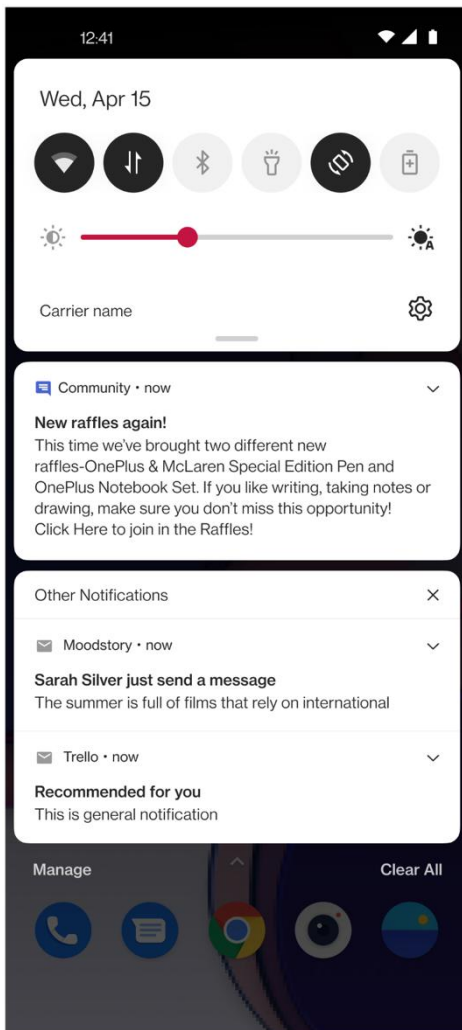 12:41
Wed, Apr 15
A
Carrier name
Community • now
New raffles again!
This time we've brought two different new
raffles-OnePlus & McLaren Special Edition Pen and
OnePlus Notebook Set. If you like writing, taking notes or
drawing, make sure you don't miss this opportunity!
Click Here to join in the Raffles!
Other Notifications
Moodstory • now
Sarah Silver just send a message
The summer is full of films that rely on international
Trello • now
Recommended for you
This is general notification
Manage
Clear All